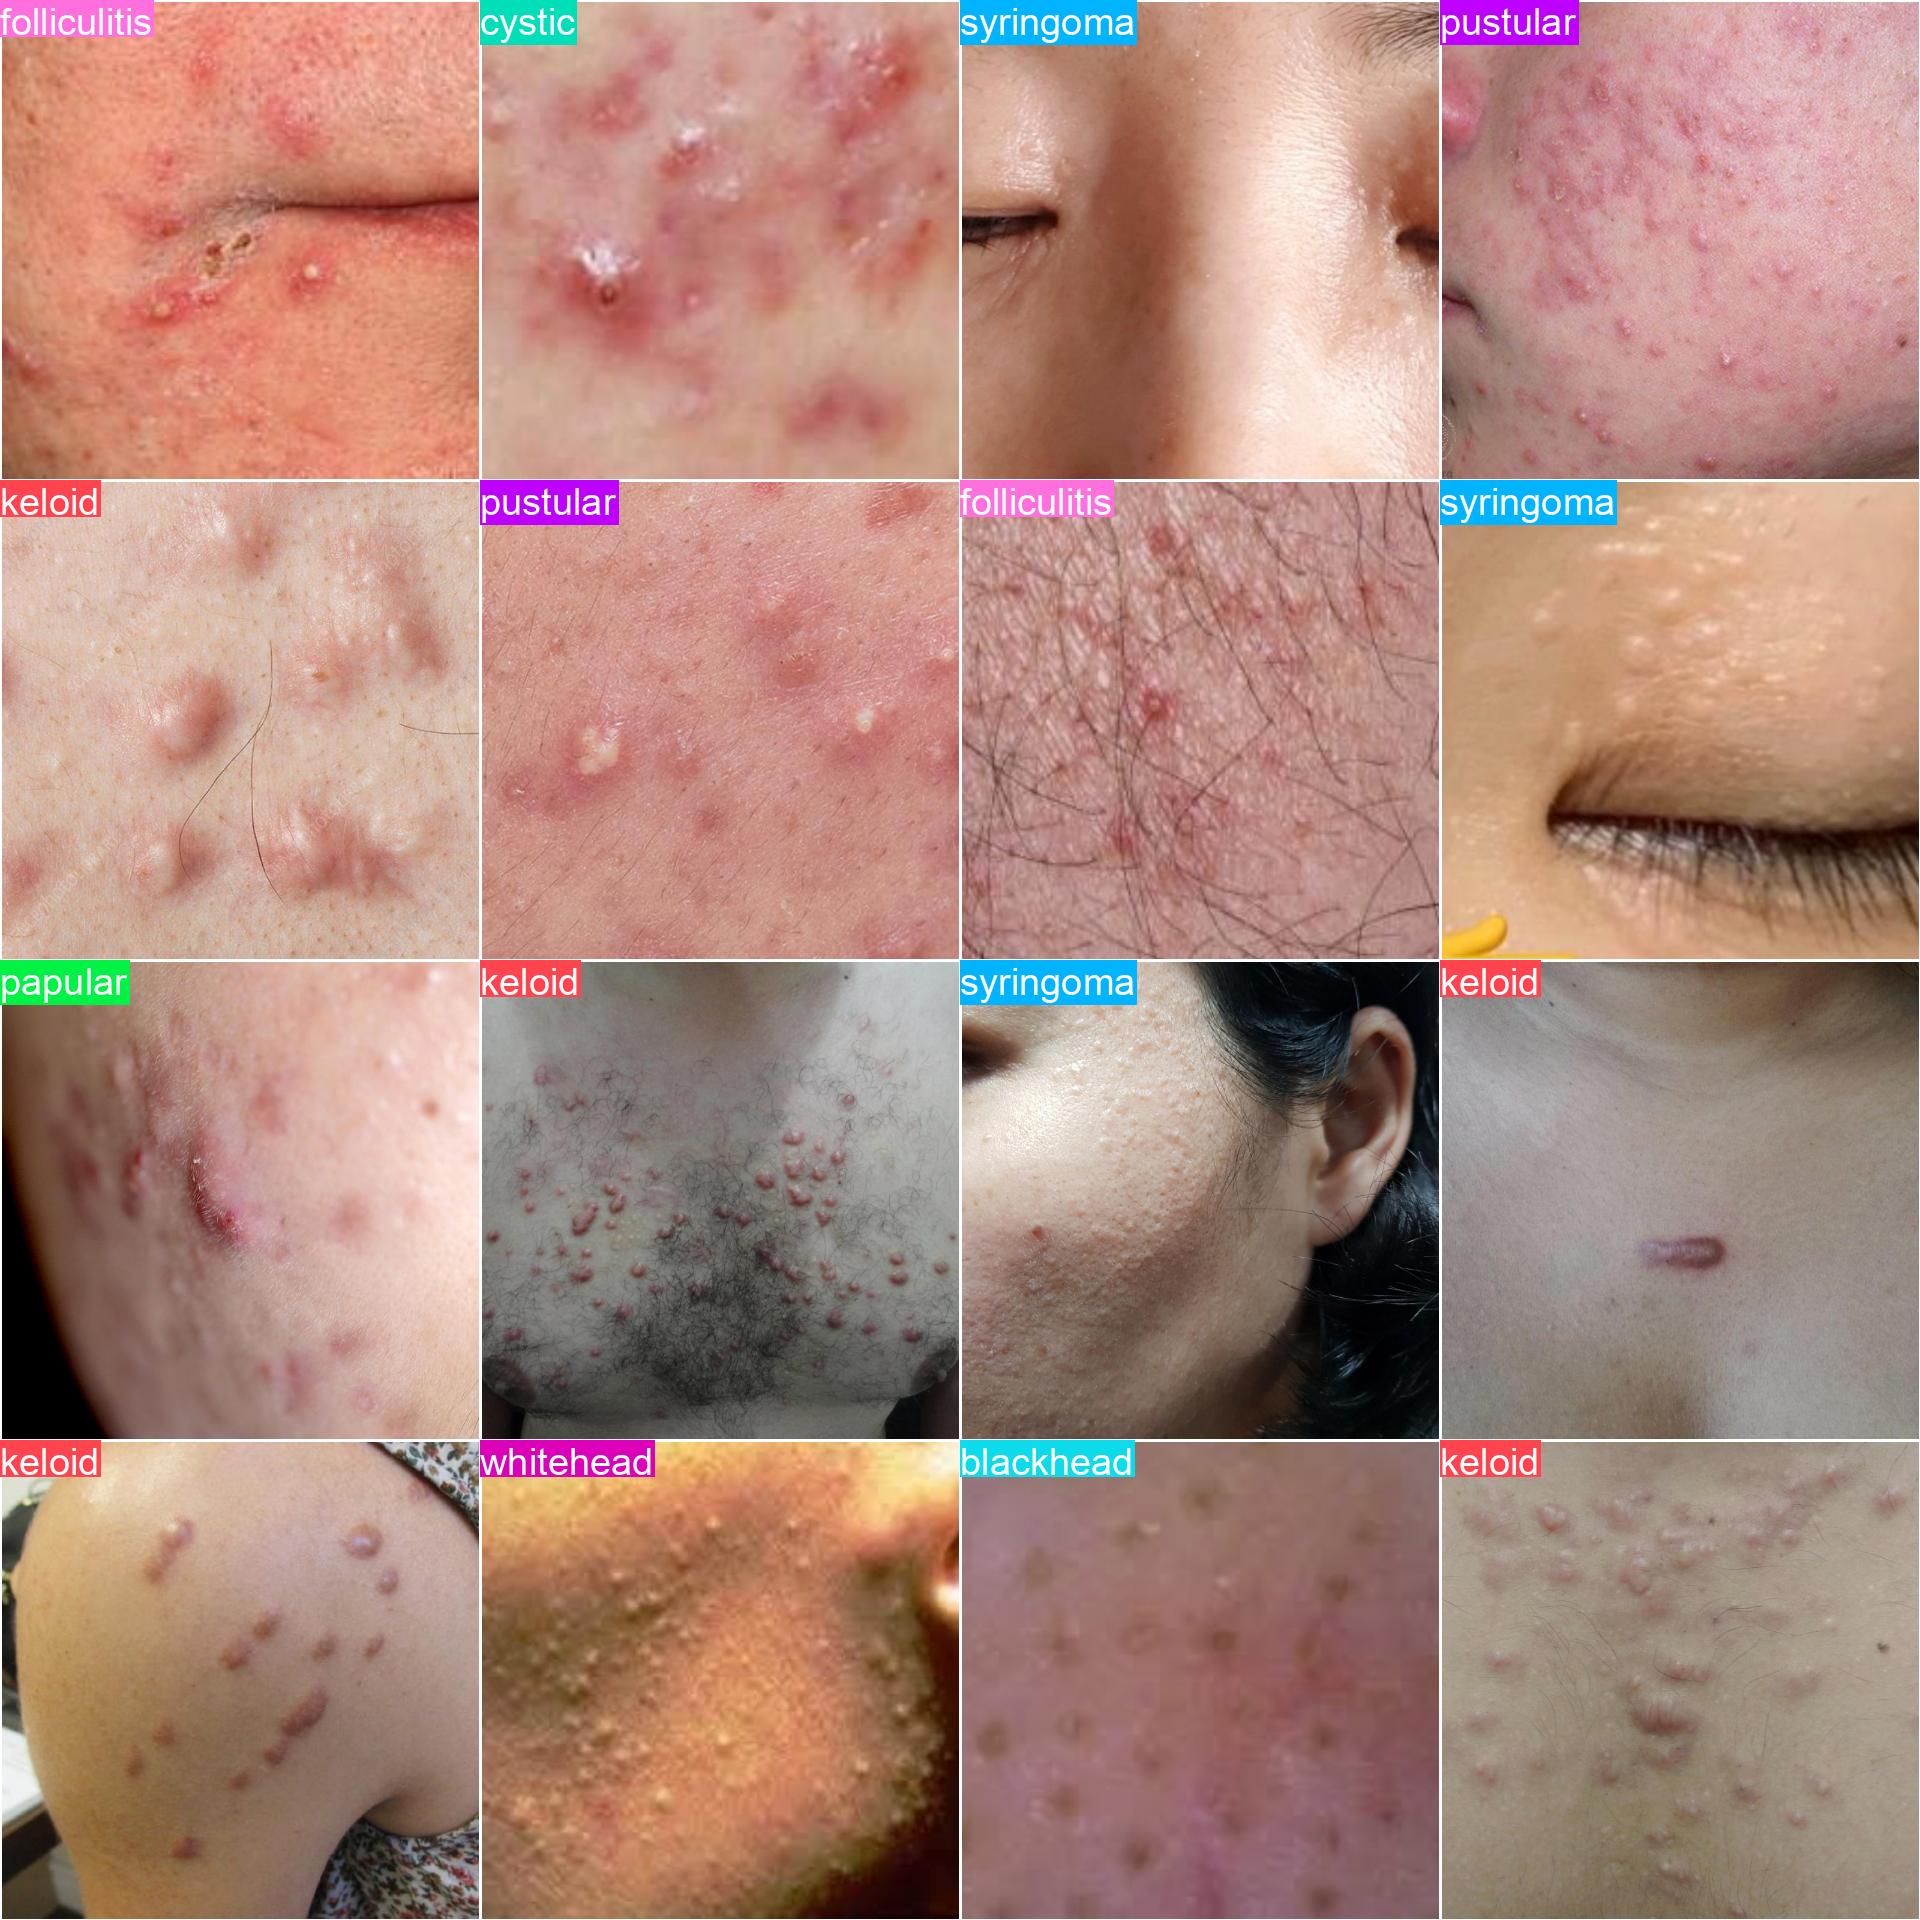 folliculitis
cystic
syringoma
pustular
keloid
pustular
folliculitis
syringoma
papular
keloid
syringoma
keloid
keloid
whitehead
blackhead
keloid